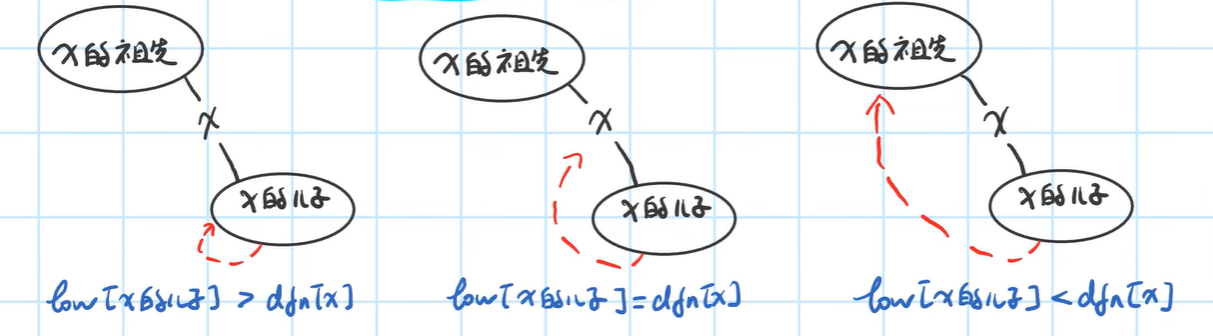 x的祖先
x
x的儿子
low[x的儿子] > dfn[x]
x的祖先
x
x的儿子
low[x的儿子]=dfn[x]
x的祖先
x
x的儿子
low[x的儿子]<dfn[x]